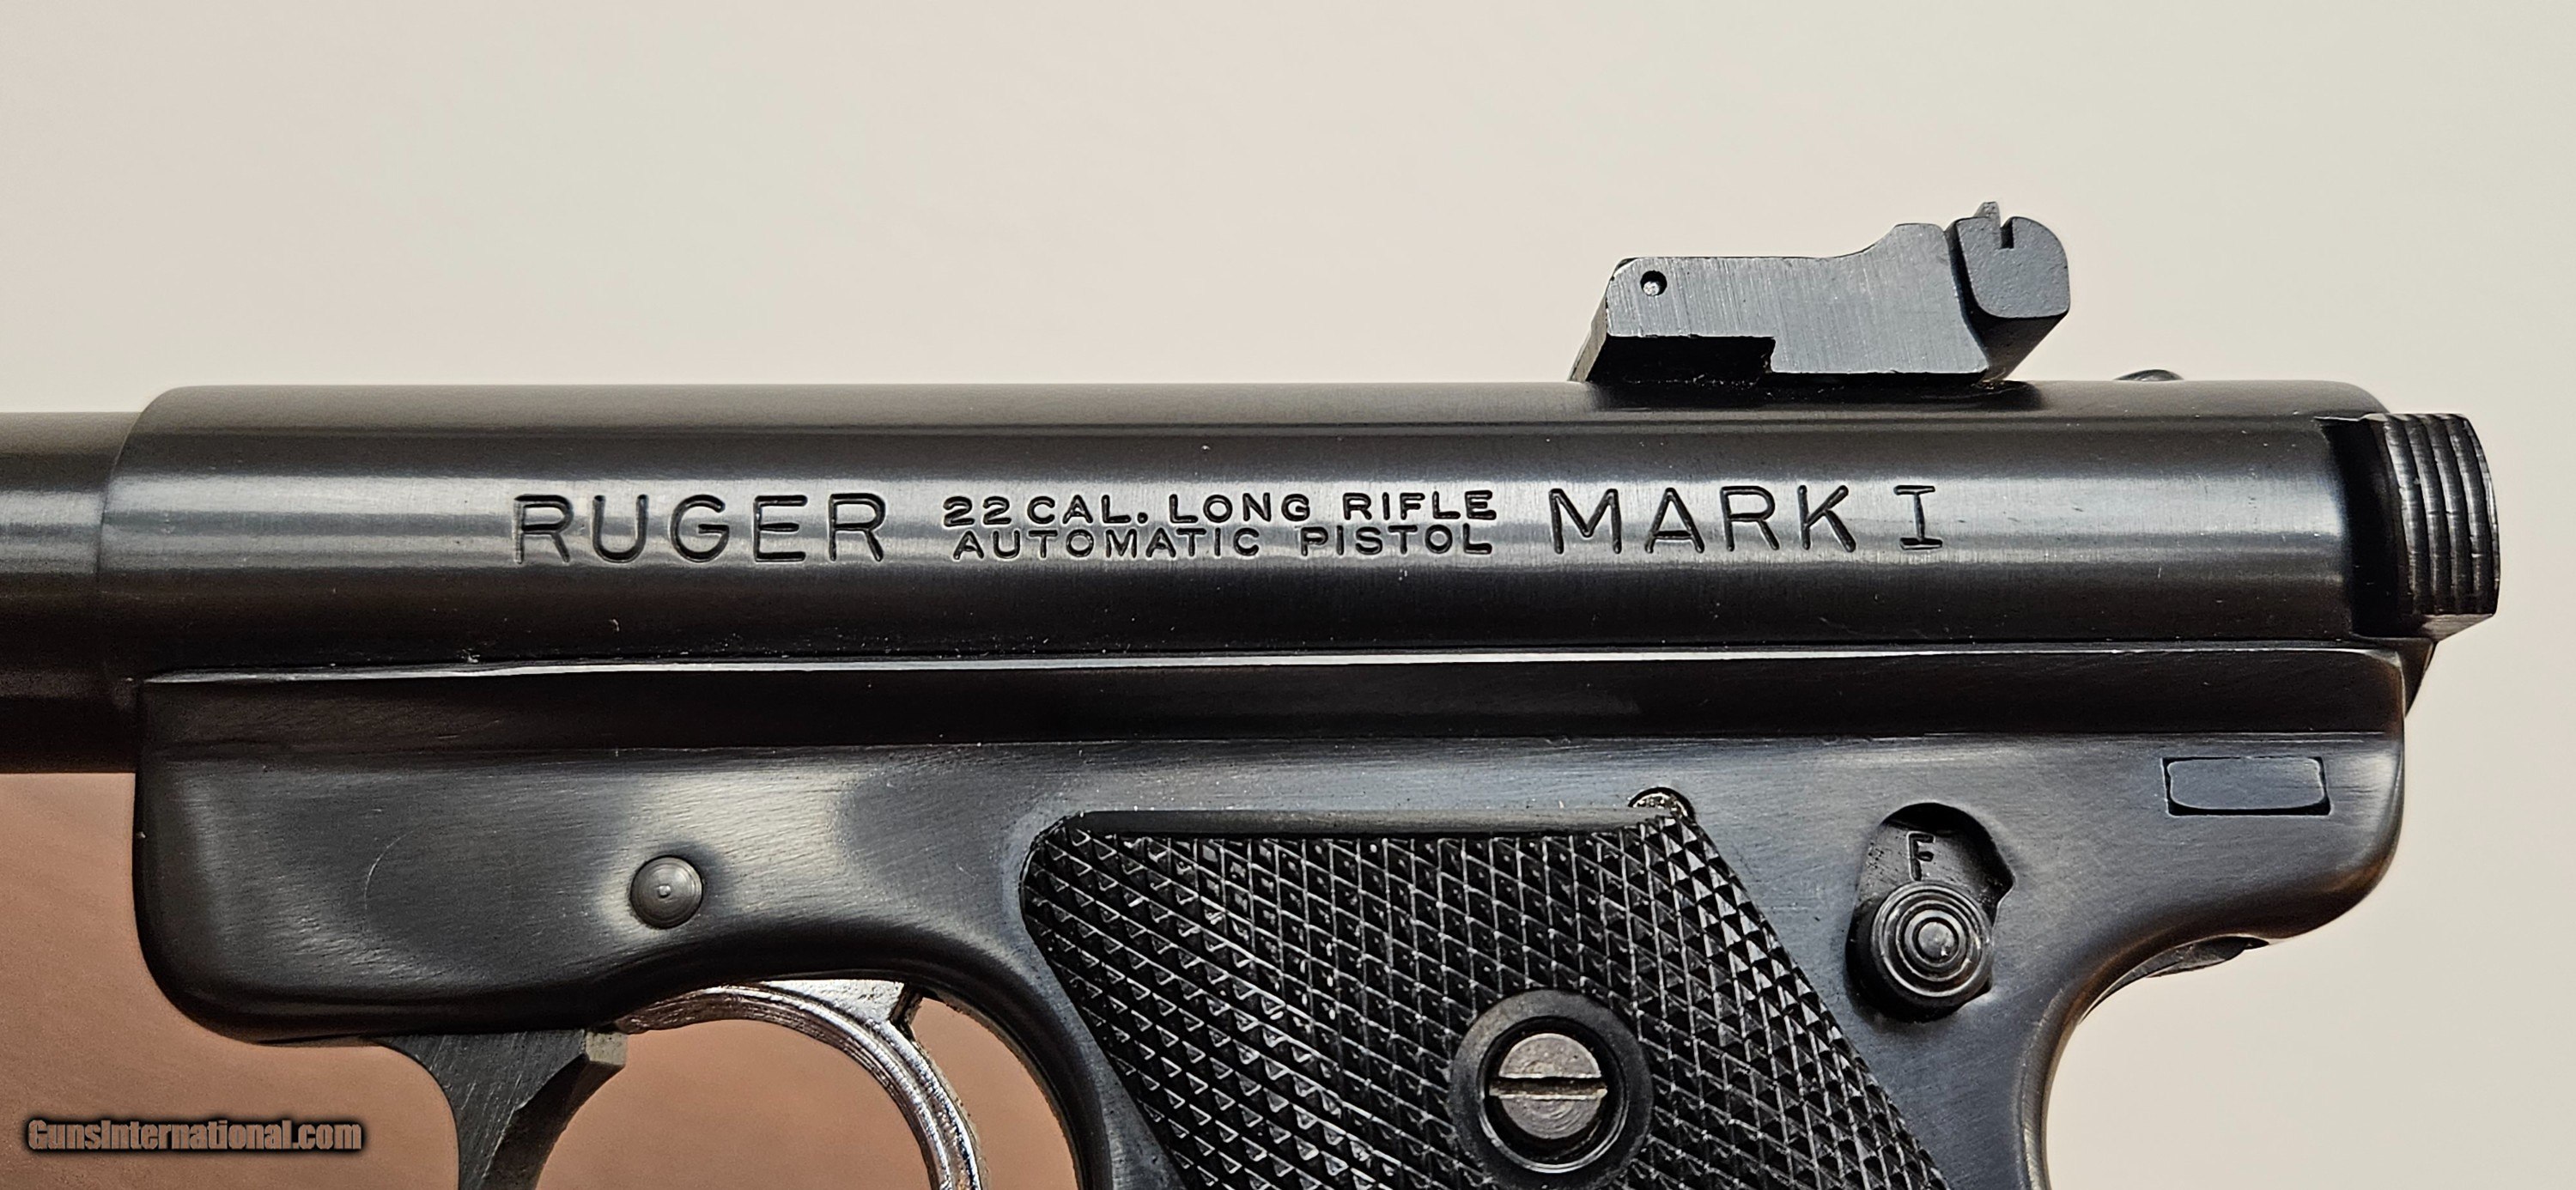 RUGER 22 CAL. LONG RIFLE MARK I
AUTOMATIC PISTOL
F
GunsInternational.com